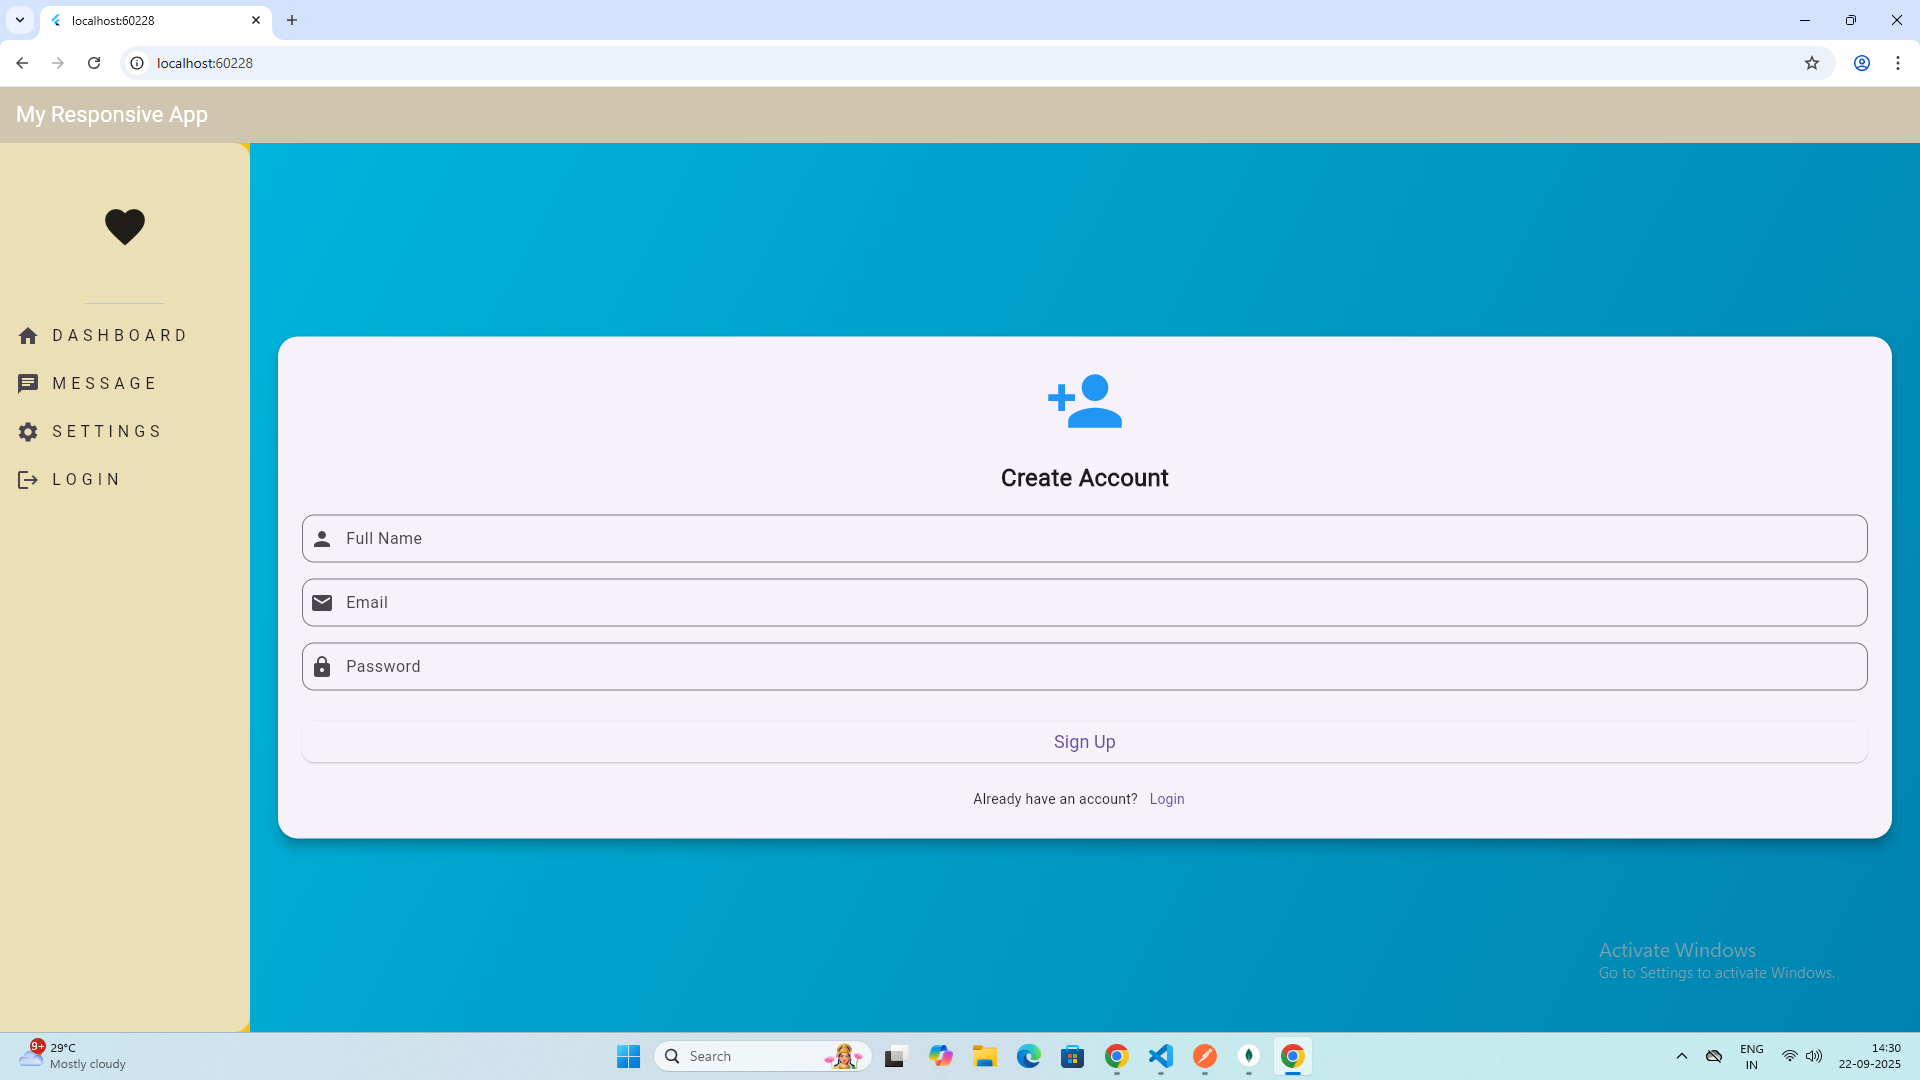 localhost:60228
localhost:60228
My Responsive App
DASHBOARD
MESSAGE
SETTINGS
LOGIN
Create Account
Full Name
Email
Password
Sign Up
Already have an account? Login
Activate Windows
Go to Settings to activate Windows.
9+
29°C
Mostly cloudy
Search
ENG
IN
14:30
22-09-2025